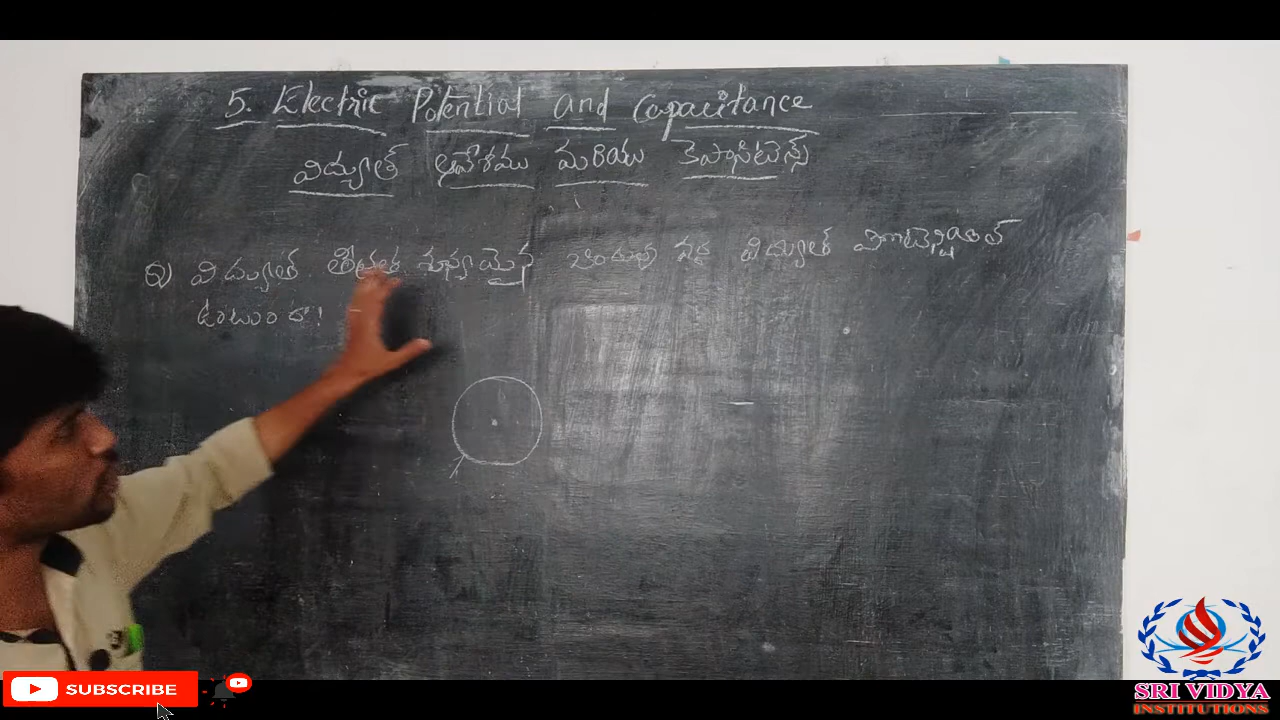 5. Electric Potential and Capacitance
విద్యుత్ ఆవేశము మరియు కెపాసిటెన్స్
విద్యుత్ తీవ్రత శూన్యమైన బిందువు వద్ద విద్యుత్ పొటెన్షియల్
ఉంటుందా!
SUBSCRIBE
SRI VIDYA
INSTITUTIONS